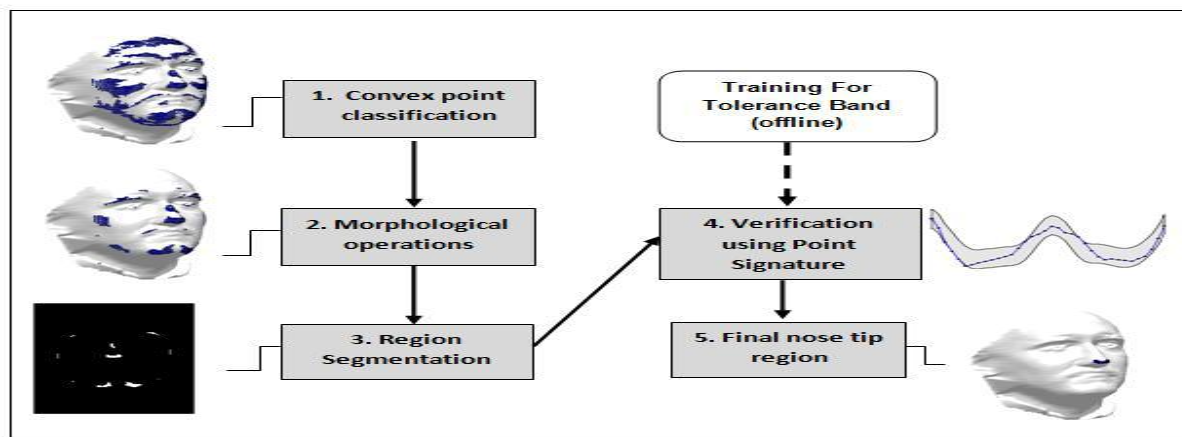 1. Convex point
classification
2. Morphological
operations
3. Region
Segmentation
Training For
Tolerance Band
(offline)
4. Verification
using Point
Signature
5. Final nose tip
region